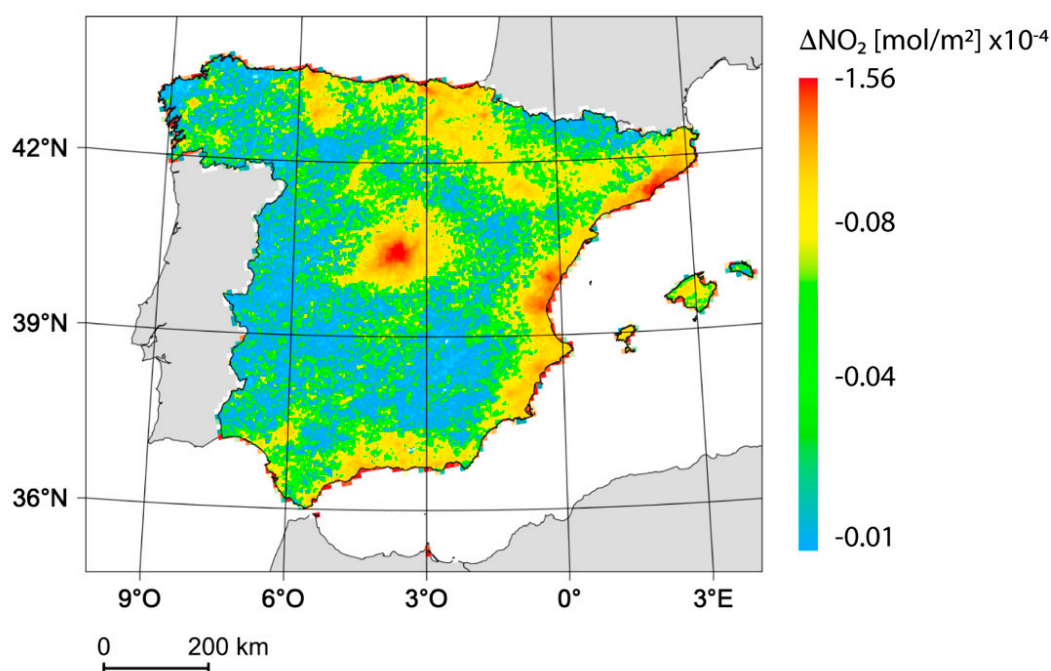 ΔNO₂ [mol/m²] x10⁻⁴
-1.56
42°N
-0.08
39°N
-0.04
36°N
-0.01
9°O 6°O 3°O 0° 3°E
0 200 km